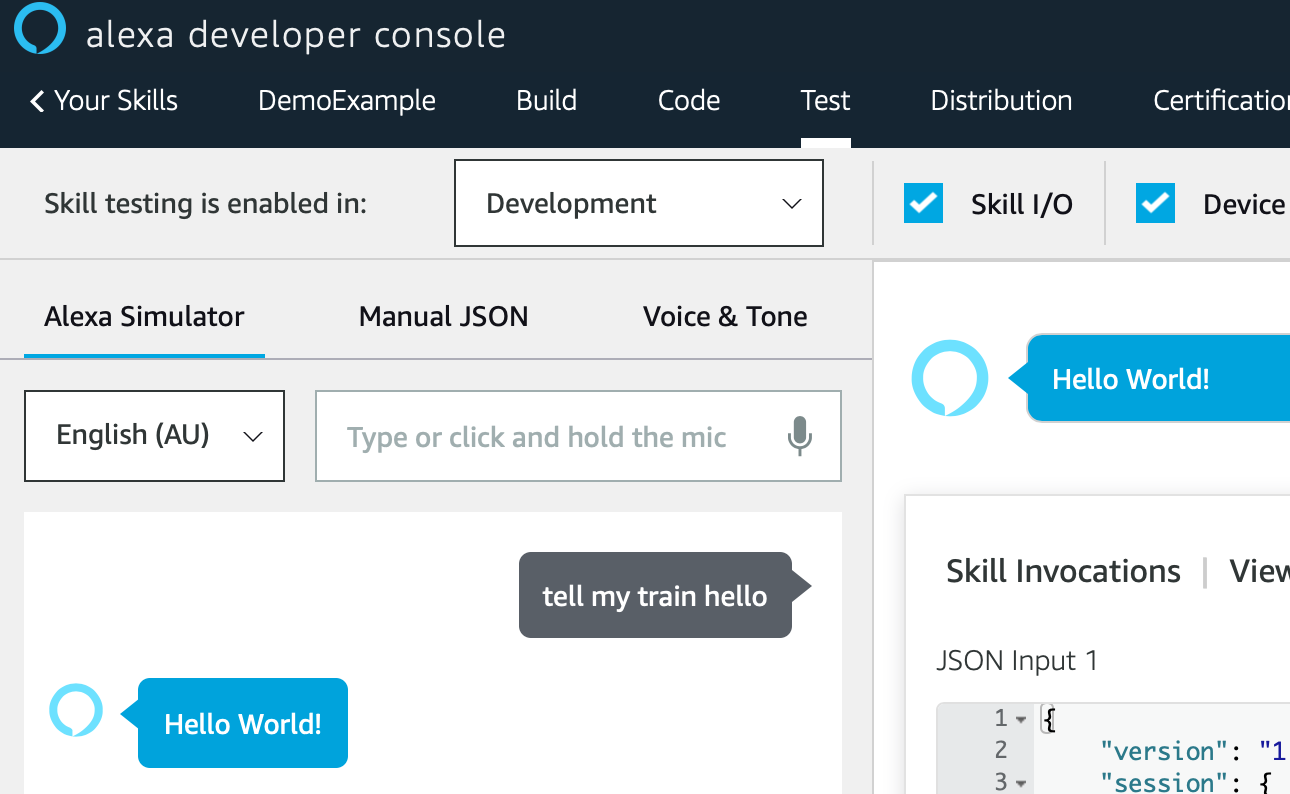 alexa developer console
Your Skills DemoExample Build Code Test Distribution Certification
Skill testing is enabled in: Development Skill I/O Device
Alexa Simulator Manual JSON Voice & Tone
Hello World!
English (AU) Type or click and hold the mic
tell my train hello
Hello World!
Skill Invocations | View
JSON Input 1
1 {
2 "version": "1
3 "session": {